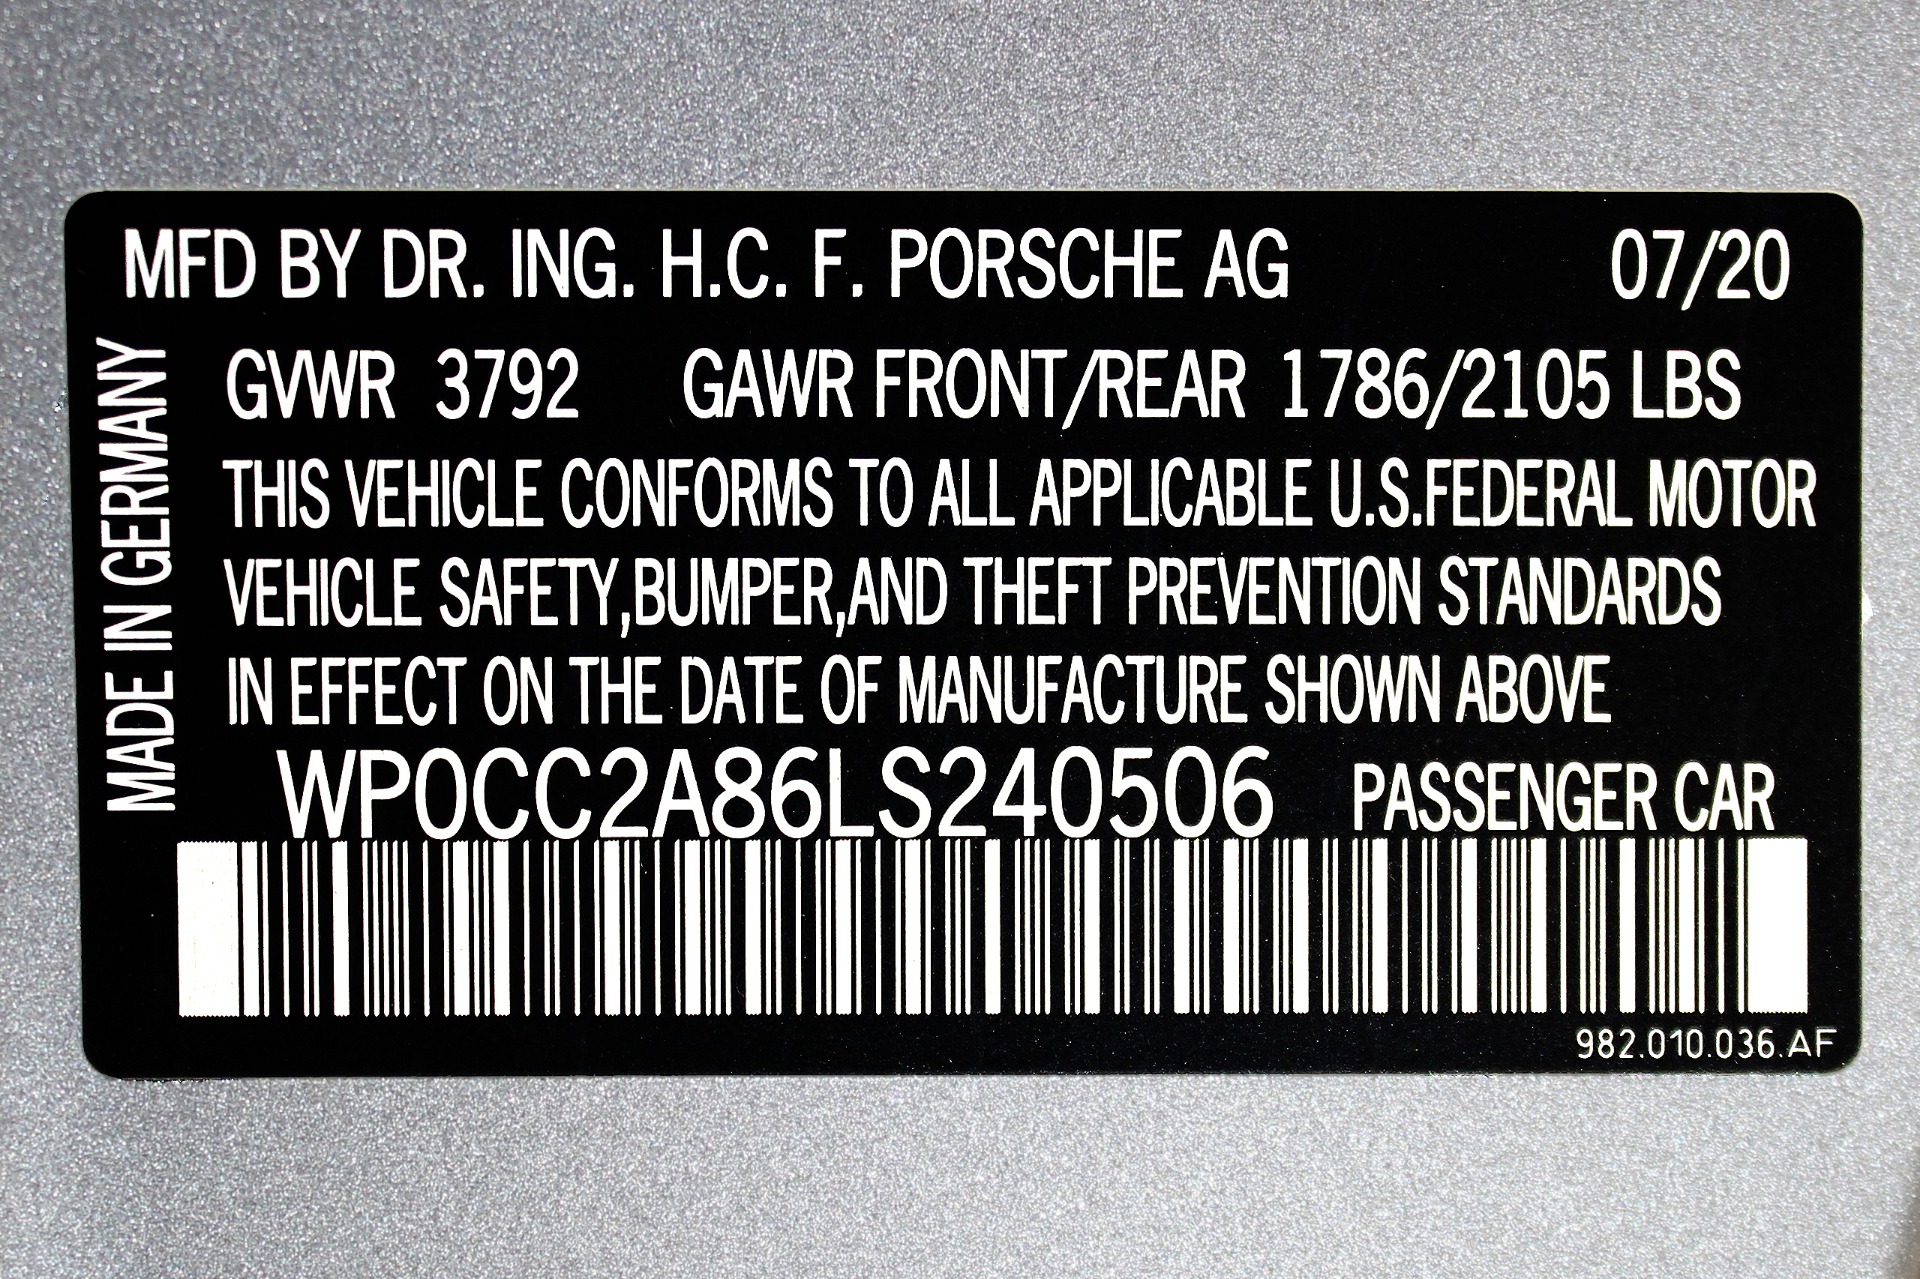 MFD BY DR. ING. H.C. F. PORSCHE AG 07/20
MADE IN GERMANY
GVWR 3792 GAWR FRONT/REAR 1786/2105 LBS
THIS VEHICLE CONFORMS TO ALL APPLICABLE U.S.FEDERAL MOTOR
VEHICLE SAFETY,BUMPER,AND THEFT PREVENTION STANDARDS
IN EFFECT ON THE DATE OF MANUFACTURE SHOWN ABOVE
WP0CC2A86LS240506 PASSENGER CAR
982.010.036.AF